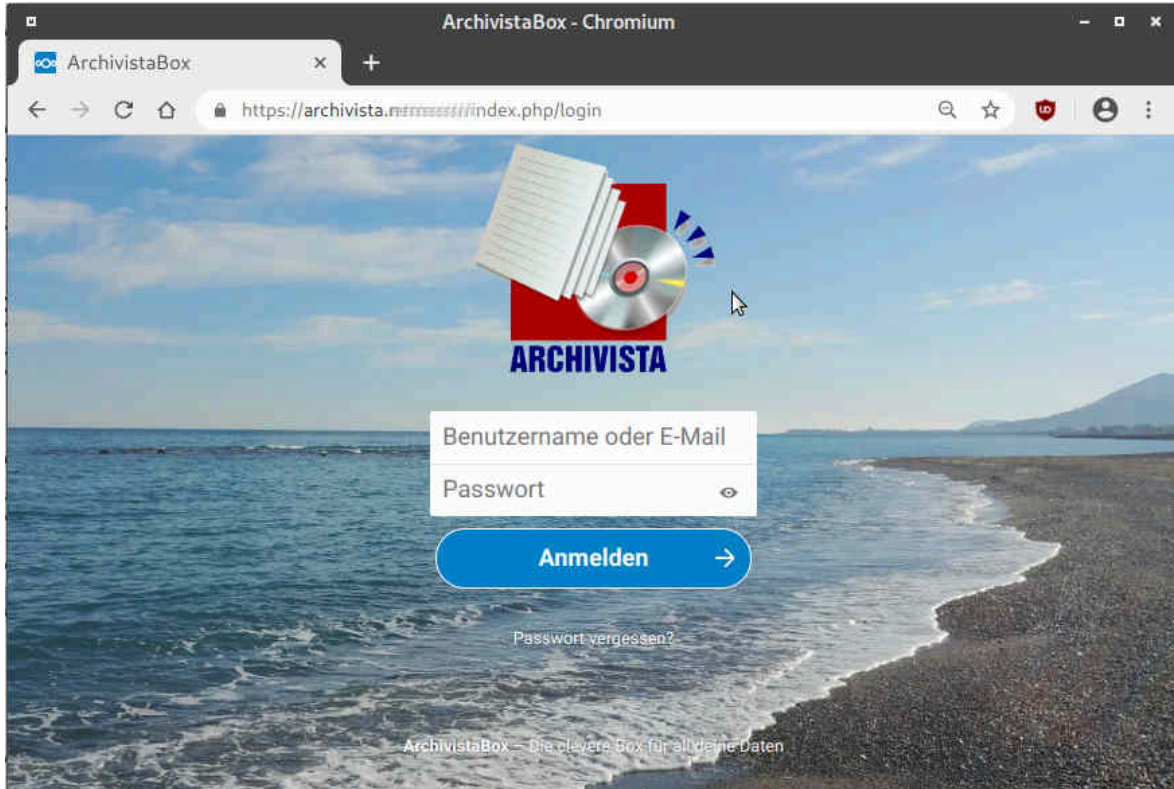 ArchivistaBox - Chromium
ArchivistaBox
https://archivista.n index.php/login
ARCHIVISTA
Benutzername oder E-Mail
Passwort
Anmelden
Passwort vergessen?
ArchivistaBox – Die clevere Box für all deine Daten